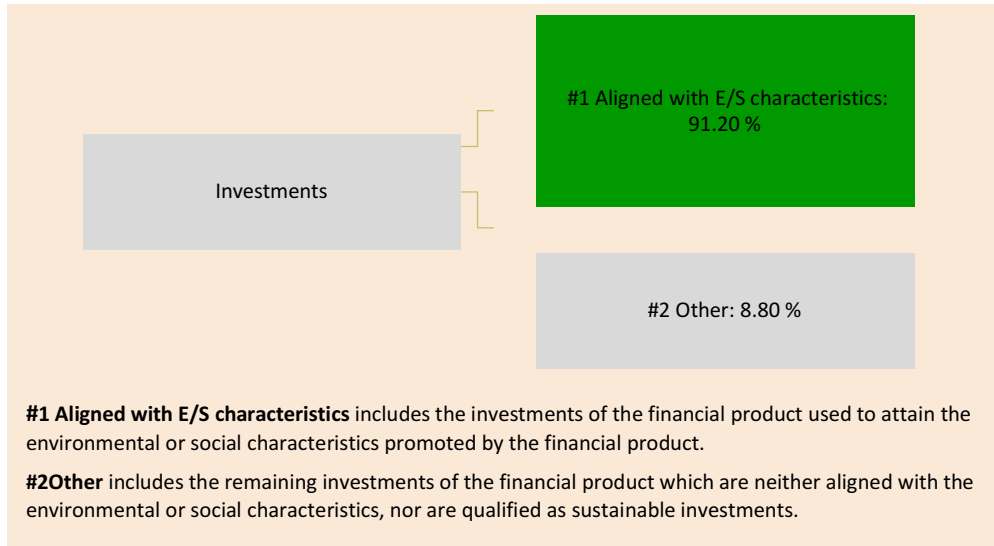 #1 Aligned with E/S characteristics:
91.20 %
Investments
#2 Other: 8.80 %
#1 Aligned with E/S characteristics includes the investments of the financial product used to attain the
environmental or social characteristics promoted by the financial product.
#2Other includes the remaining investments of the financial product which are neither aligned with the
environmental or social characteristics, nor are qualified as sustainable investments.